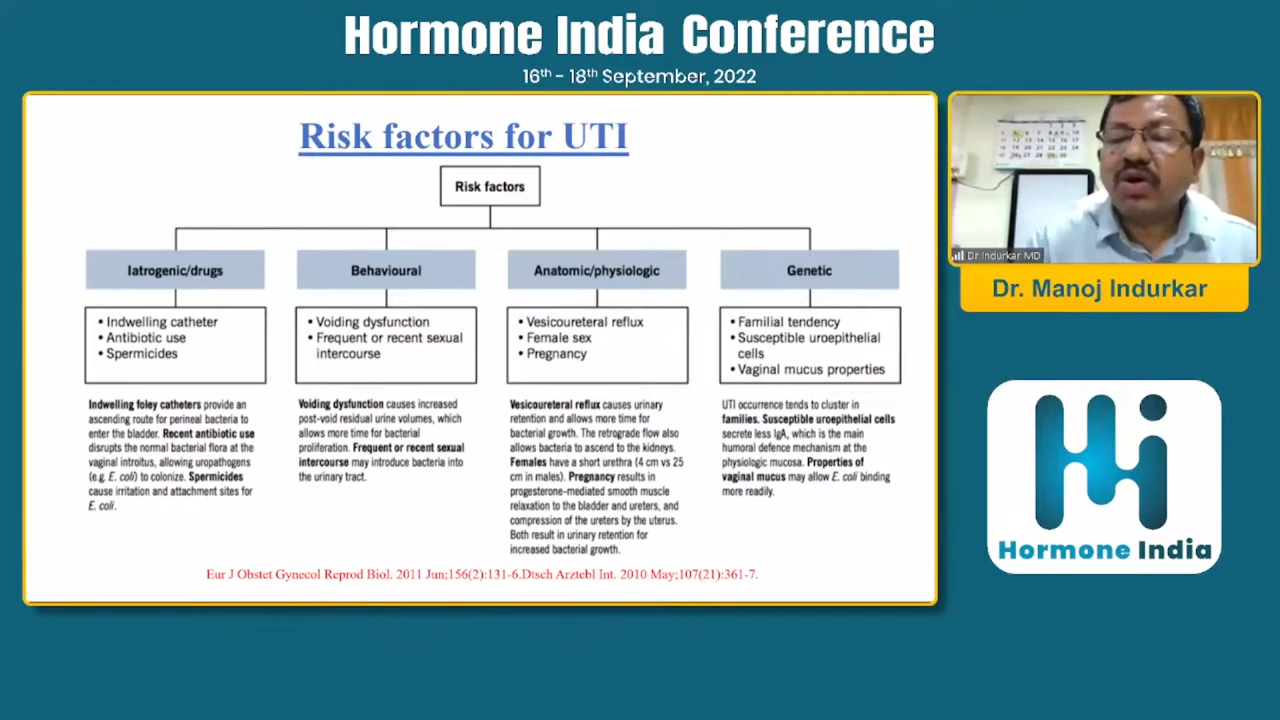 Hormone India Conference
16th - 18th September, 2022
Risk factors for UTI
Risk factors
Iatrogenic/drugs
• Indwelling catheter
• Antibiotic use
• Spermicides
Indwelling foley catheters provide an
ascending route for perineal bacteria to
enter the bladder. Recent antibiotic use
disrupts the normal bacterial flora at the
vaginal introitus, allowing uropathogens
(e.g. E. coli) to colonize. Spermicides
cause irritation and attachment sites for
E. coli.
Behavioural
• Voiding dysfunction
• Frequent or recent sexual
intercourse
Voiding dysfunction causes increased
post-void residual urine volumes, which
allows more time for bacterial
proliferation. Frequent or recent sexual
intercourse may introduce bacteria into
the urinary tract.
Anatomic/physiologic
• Vesicoureteral reflux
• Female sex
• Pregnancy
Vesicoureteral reflux causes urinary
retention and allows more time for
bacterial growth. The retrograde flow also
allows bacteria to ascend to the kidneys.
Females have a short urethra (4 cm vs 25
cm in males). Pregnancy results in
progesterone-mediated smooth muscle
relaxation to the bladder and ureters, and
compression of the ureters by the uterus.
Both result in urinary retention for
increased bacterial growth.
Genetic
• Familial tendency
• Susceptible uroepithelial
cells
• Vaginal mucus properties
UTI occurrence tends to cluster in
families. Susceptible uroepithelial cells
secrete less IgA, which is the main
humoral defence mechanism at the
physiologic mucosa. Properties of
vaginal mucus may allow E. coli binding
more readily.
Eur J Obstet Gynecol Reprod Biol. 2011 Jun;156(2):131-6.Dtsch Arztebl Int. 2010 May;107(21):361-7.
Dr Indurkar MD
Dr. Manoj Indurkar
Hormone India